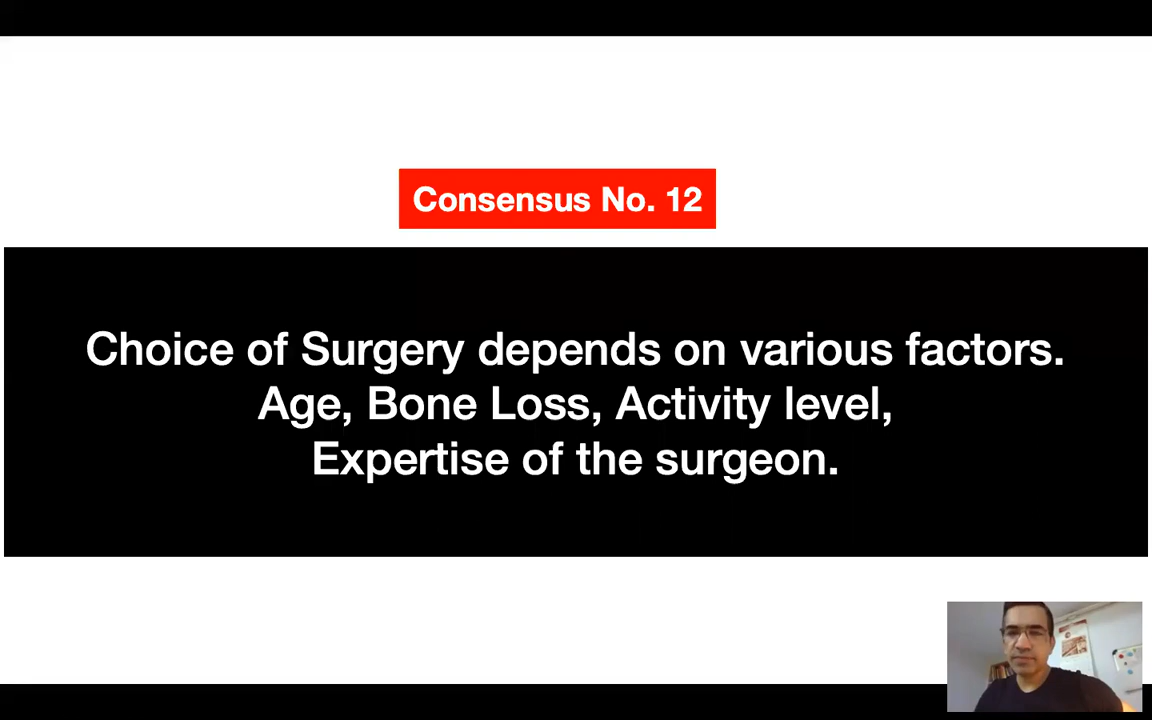 Consensus No. 12
Choice of Surgery depends on various factors.
Age, Bone Loss, Activity level,
Expertise of the surgeon.